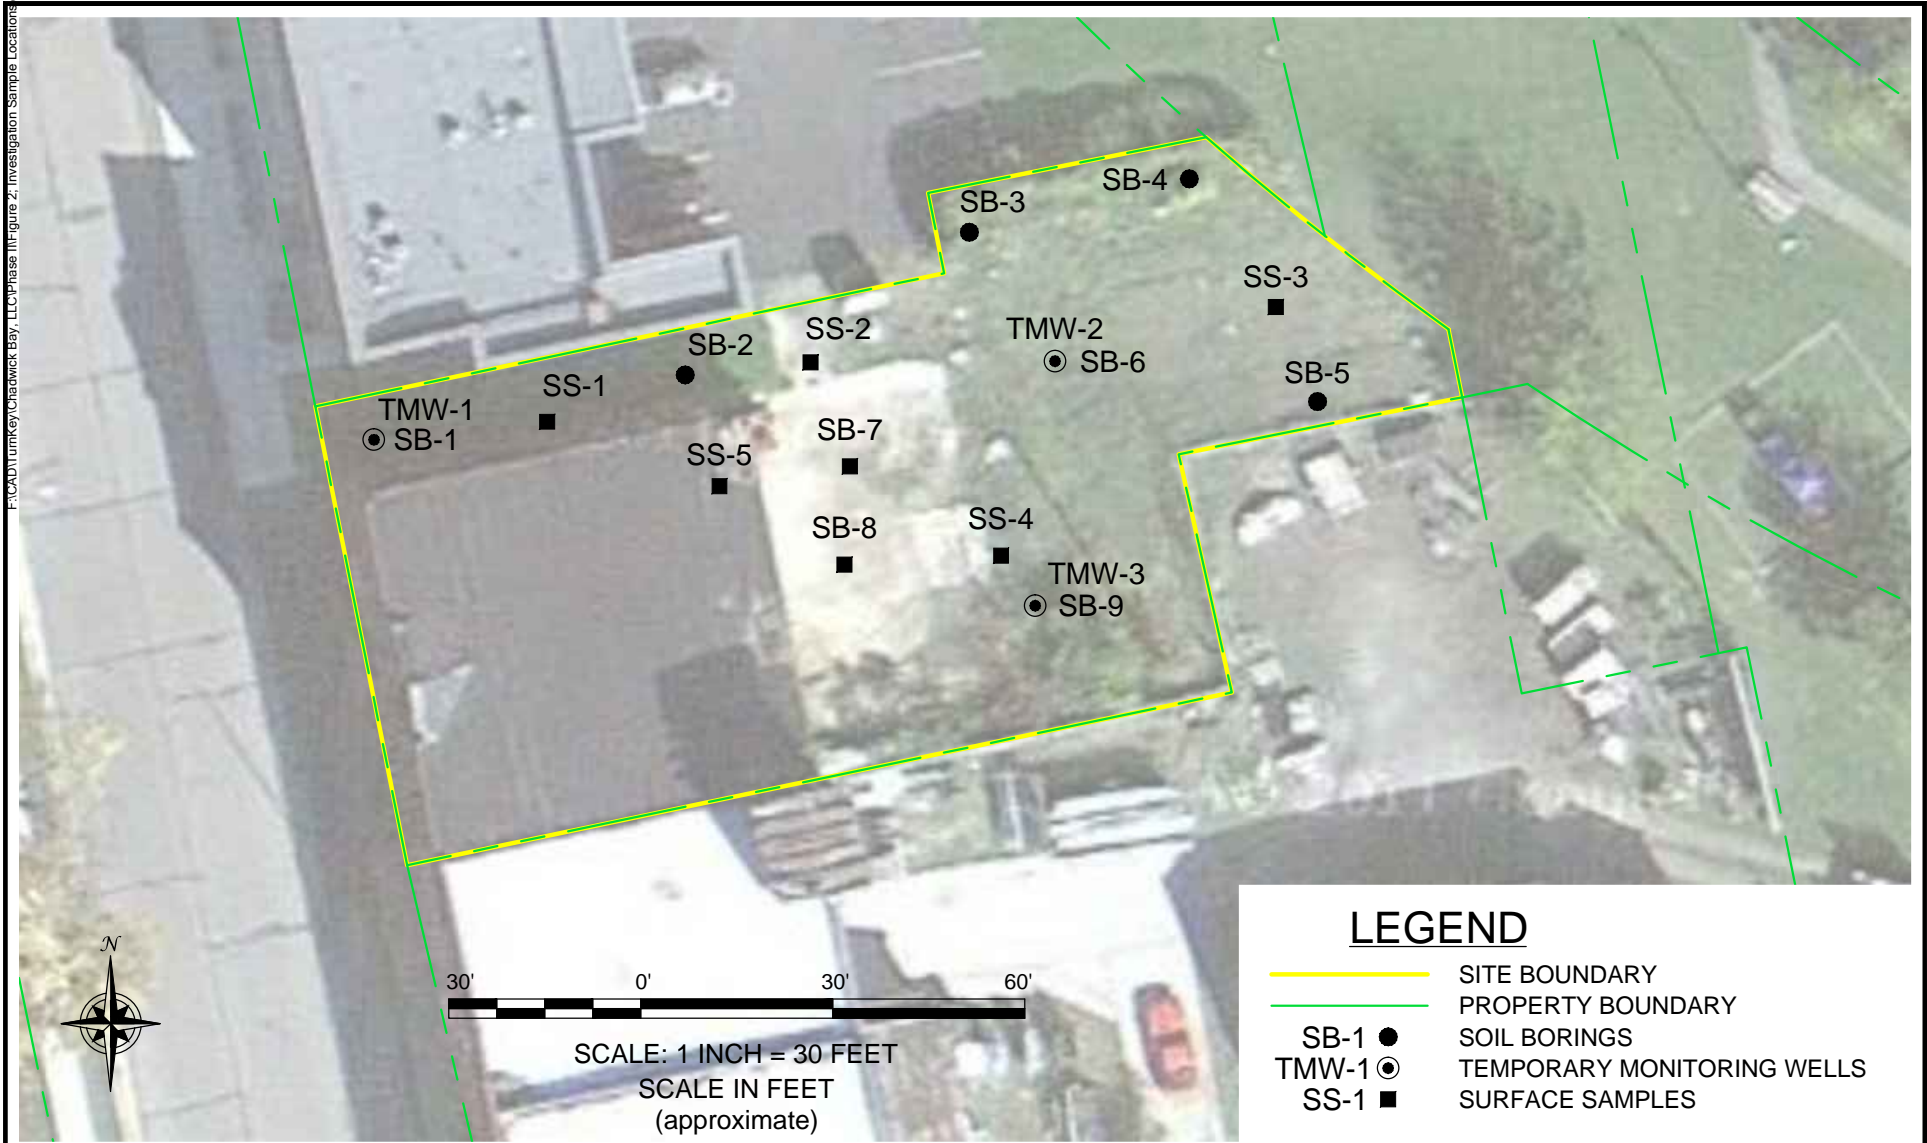 F:\CAD\TurnKey\Chadwick Bay, LLC\Phase II\Figure 2; Investigation Sample Locations
SB-4
SB-3
SS-3
TMW-2
SB-6
SS-2
SB-2
SB-5
SS-1
TMW-1
SB-1
SB-7
SS-5
SS-4
SB-8
TMW-3
SB-9
N
30' 0' 30' 60'
SCALE: 1 INCH = 30 FEET
SCALE IN FEET
(approximate)
LEGEND
SITE BOUNDARY
PROPERTY BOUNDARY
SB-1 SOIL BORINGS
TMW-1 TEMPORARY MONITORING WELLS
SS-1 SURFACE SAMPLES